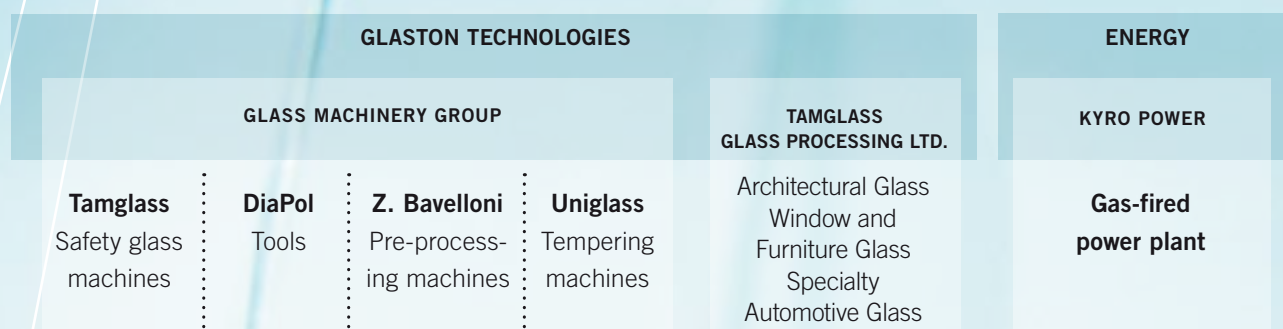 GLASTON TECHNOLOGIES
GLASS MACHINERY GROUP
Tamglass
Safety glass
machines
DiaPol
Tools
Z. Bavelloni
Pre-process-
ing machines
Uniglass
Tempering
machines
TAMGLASS
GLASS PROCESSING LTD.
Architectural Glass
Window and
Furniture Glass
Specialty
Automotive Glass
ENERGY
KYRO POWER
Gas-fired
power plant